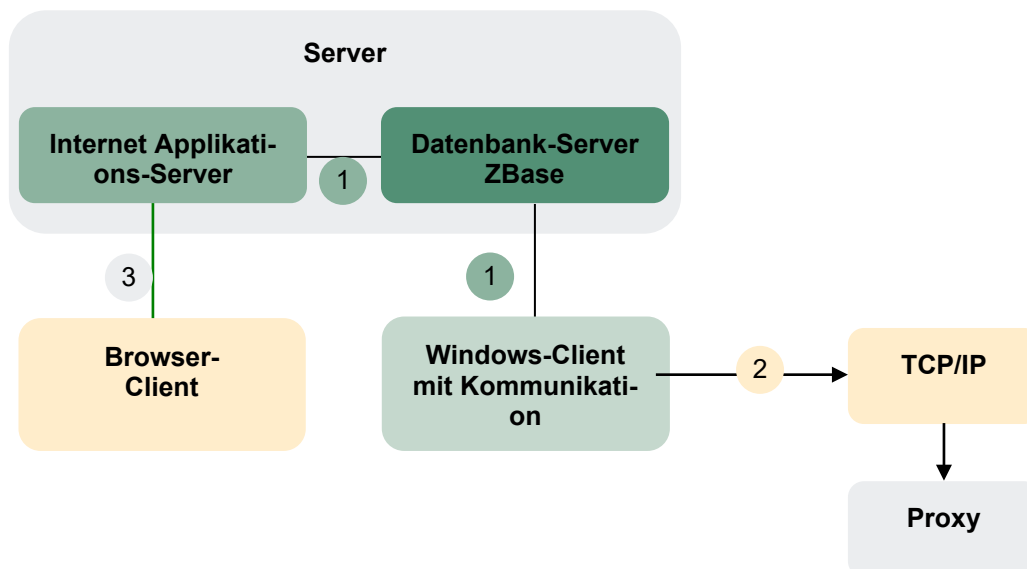 Server
Internet Applikati-
ons-Server
1
Datenbank-Server
ZBase
3
1
Browser-
Client
Windows-Client
mit Kommunikati-
on
2
TCP/IP
Proxy